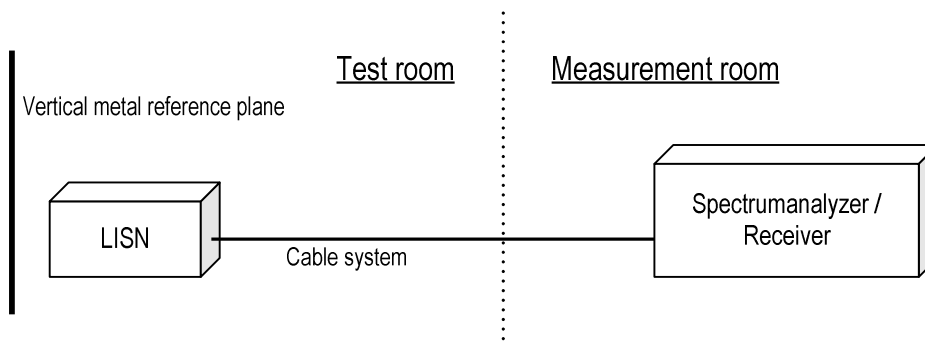 Test room
Measurement room
Vertical metal reference plane
LISN
Cable system
Spectrumanalyzer /
Receiver